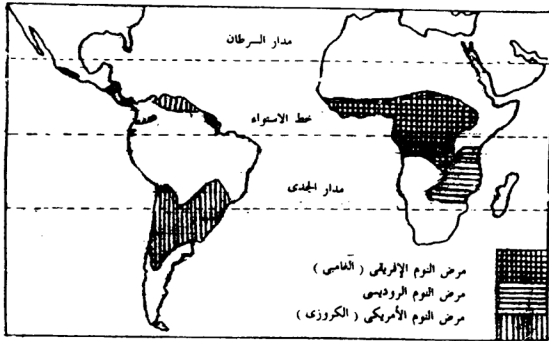 مدار السرطان
خط الاستواء
مدار الجدى
مرض النوم الإفريقى ( الغامبى )
مرض النوم الروديسى
مرض النوم الأمريكى ( الكروزى )